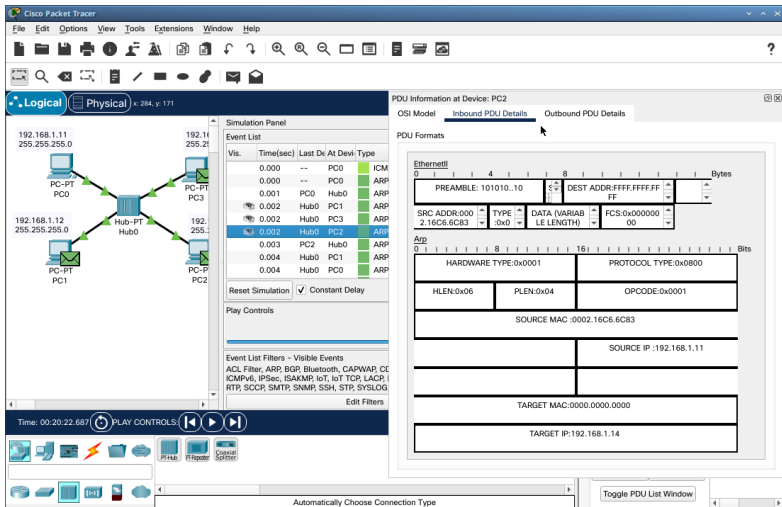 Cisco Packet Tracer
File Edit Options View Tools Extensions Window Help
?
Logical Physical x: 284, y: 171
192.168.1.11
255.255.255.0
192.16
255.25
PC-PT
PC0
PC-PT
PC3
192.168.1.12
255.255.255.0
Hub-PT
Hub0
192.
255.
PC-PT
PC1
PC-P
PC2
Simulation Panel
Event List
Vis. Time(sec) Last De At Devi Type
0.000 -- PC0 ICM
0.000 -- PC0 ARP
0.001 PC0 Hub0 ARP
0.002 Hub0 PC1 ARP
0.002 Hub0 PC3 ARP
0.002 Hub0 PC2 ARP
0.003 PC2 Hub0 ARP
0.004 Hub0 PC1 ARP
0.004 Hub0 PC0 ARP
Reset Simulation Constant Delay
Play Controls
Event List Filters - Visible Events
ACL Filter, ARP, BGP, Bluetooth, CAPWAP, CD
ICMPv6, IPSec, ISAKMP, IoT, IoT TCP, LACP,
RTP, SCCP, SMTP, SNMP, SSH, STP, SYSLOG
Edit Filters
PDU Information at Device: PC2
OSI Model Inbound PDU Details Outbound PDU Details
PDU Formats
EthernetII
0 4 8 Bytes
PREAMBLE: 101010..10
DEST ADDR:FFFF.FFFF.FF
FF
SRC ADDR:000
2.16C6.6C83
TYPE
:0x0
DATA (VARIAB
LE LENGTH)
FCS:0x000000
00
Arp
0 8 16 Bits
HARDWARE TYPE:0x0001 PROTOCOL TYPE:0x0800
HLEN:0x06 PLEN:0x04 OPCODE:0x0001
SOURCE MAC :0002.16C6.6C83
SOURCE IP :192.168.1.11
TARGET MAC:0000.0000.0000
TARGET IP:192.168.1.14
Time: 00:20:22.687 PLAY CONTROLS:
PT-Hub PT-Repeater Coaxial
Splitter
Automatically Choose Connection Type
Toggle PDU List Window